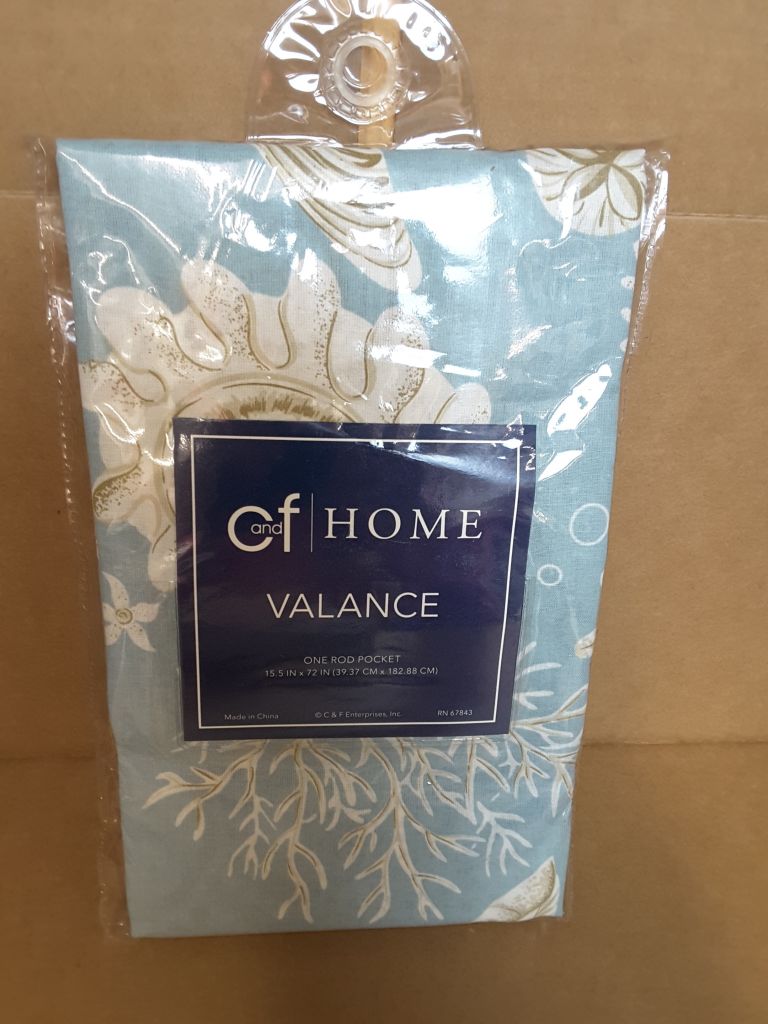 C and f | HOME
VALANCE
ONE ROD POCKET
15.5 IN x 72 IN (39.37 CM x 182.88 CM)
Made in China © C & F Enterprises, Inc. RN 67843